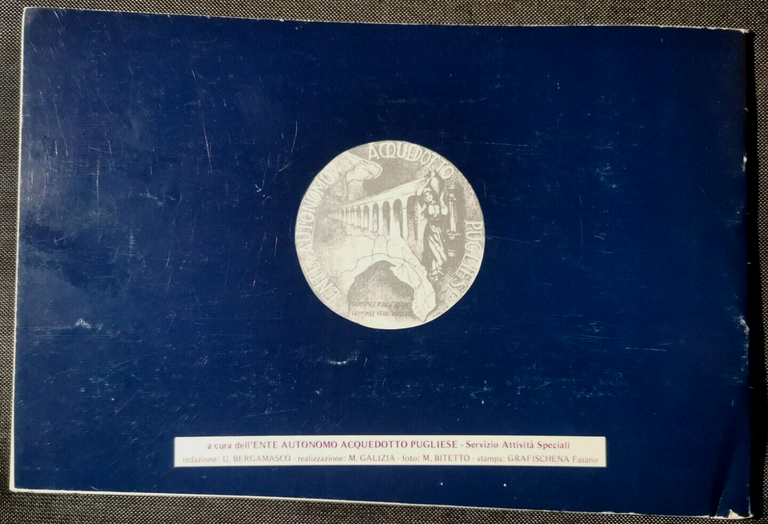 ENTE AUTONOMO ACQUEDOTTO PUGLIESE
a cura dell'ENTE AUTONOMO ACQUEDOTTO PUGLIESE - Servizio Attività Speciali
redazione: U. BERGAMASCO - realizzazione: M. GALIZIA - foto: M. BITETTO - stampa: GRAFISCHENA Fasano